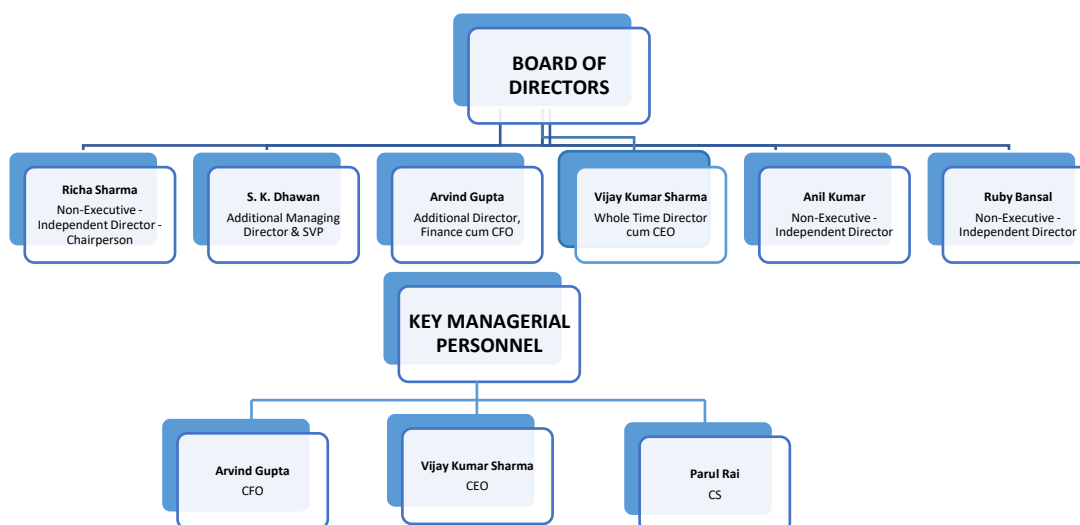 BOARD OF
DIRECTORS
Richa Sharma
Non-Executive -
Independent Director -
Chairperson
S. K. Dhawan
Additional Managing
Director & SVP
Arvind Gupta
Additional Director,
Finance cum CFO
Vijay Kumar Sharma
Whole Time Director
cum CEO
Anil Kumar
Non-Executive -
Independent Director
Ruby Bansal
Non-Executive -
Independent Director
KEY MANAGERIAL
PERSONNEL
Arvind Gupta
CFO
Vijay Kumar Sharma
CEO
Parul Rai
CS